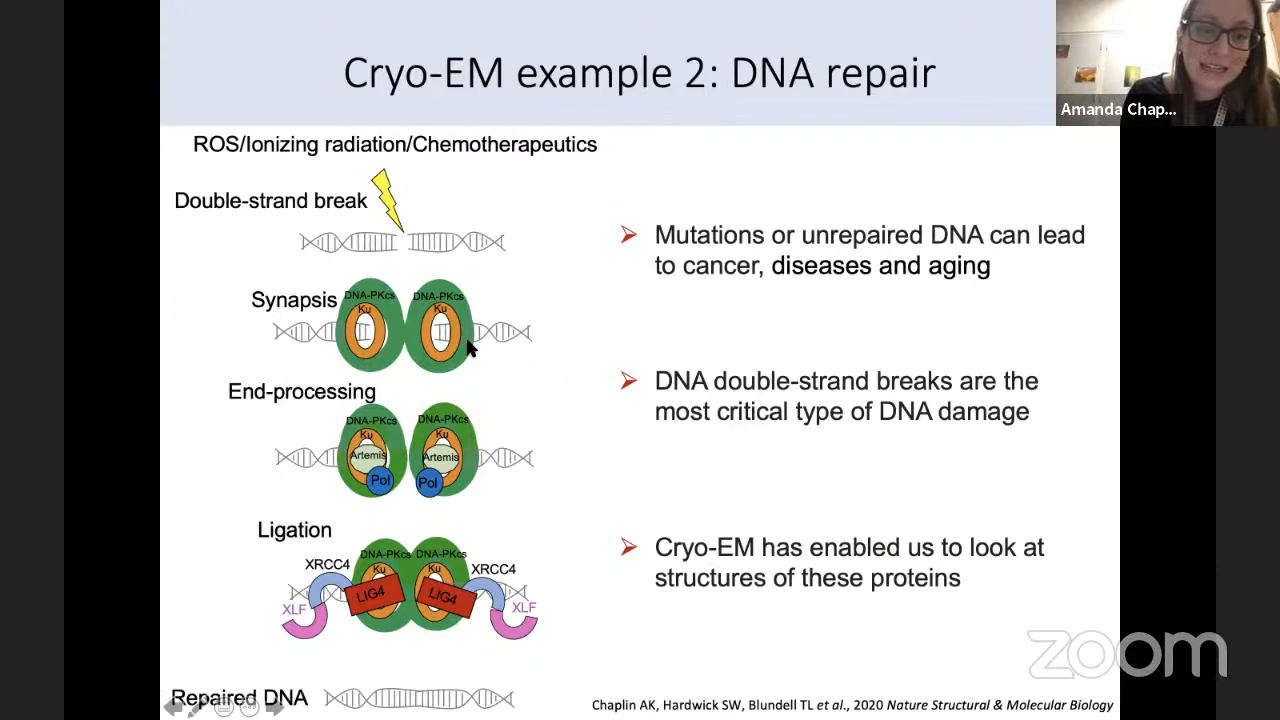 Cryo-EM example 2: DNA repair
Amanda Chap...
ROS/Ionizing radiation/Chemotherapeutics
Double-strand break
Synapsis
DNA-PKcs
Ku
DNA-PKcs
Ku
End-processing
DNA-PKcs
Ku
Artemis
Pol
DNA-PKcs
Ku
Artemis
Pol
Ligation
XRCC4
DNA-PKcs
Ku
LIG4
XLF
DNA-PKcs
Ku
LIG4
XRCC4
XLF
Repaired DNA
Mutations or unrepaired DNA can lead
to cancer, diseases and aging
DNA double-strand breaks are the
most critical type of DNA damage
Cryo-EM has enabled us to look at
structures of these proteins
zoom
Chaplin AK, Hardwick SW, Blundell TL et al., 2020 Nature Structural & Molecular Biology